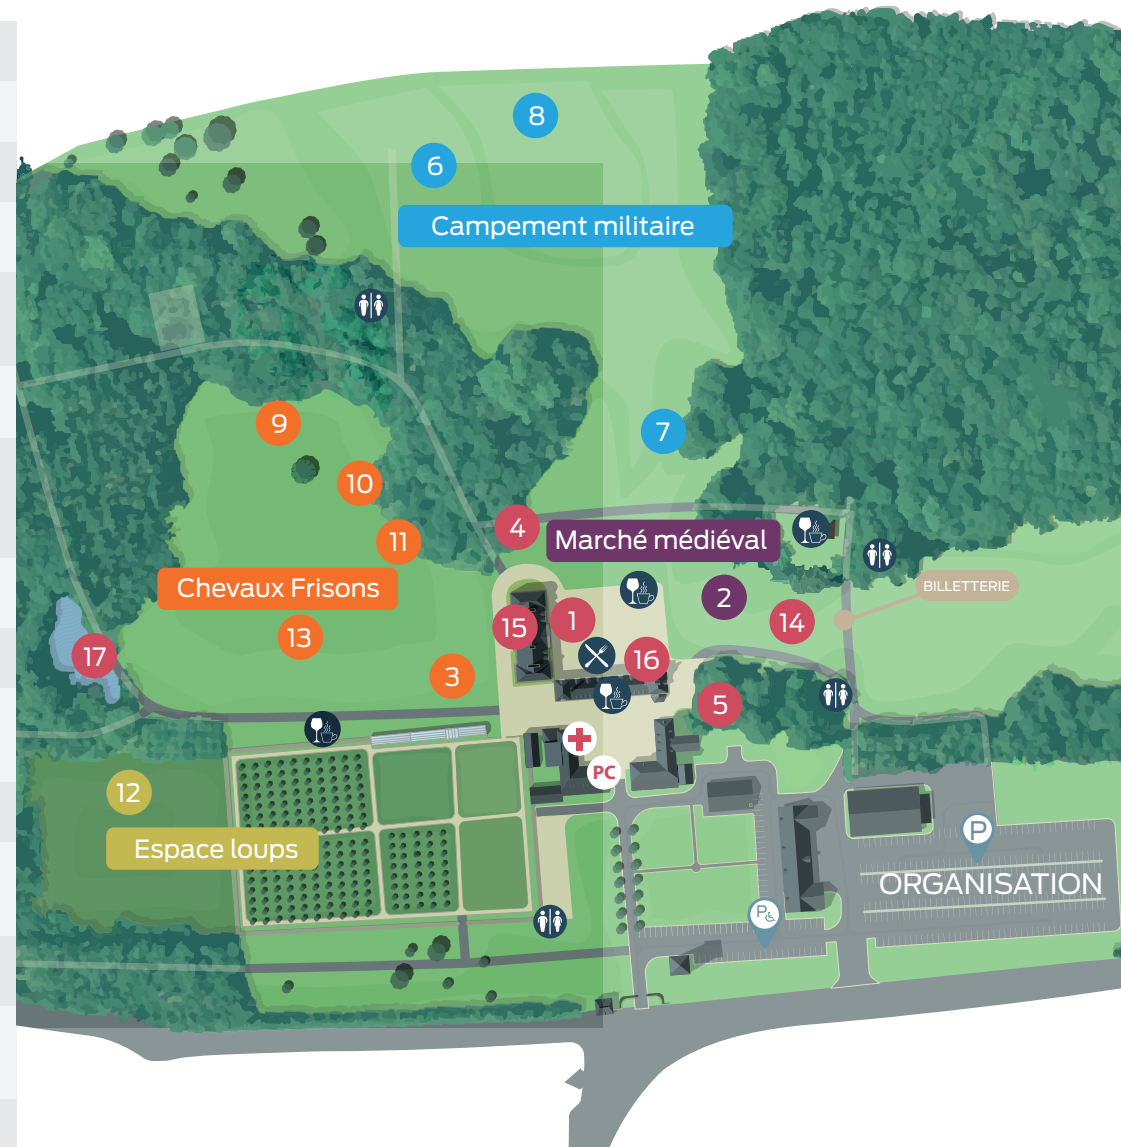 8
6
Campement militaire
9
7
10
4
11
Marché médiéval
Chevaux Frisons
BILLETTERIE
2
15
1
14
13
17
16
3
5
PC
12
P
Espace loups
ORGANISATION
P